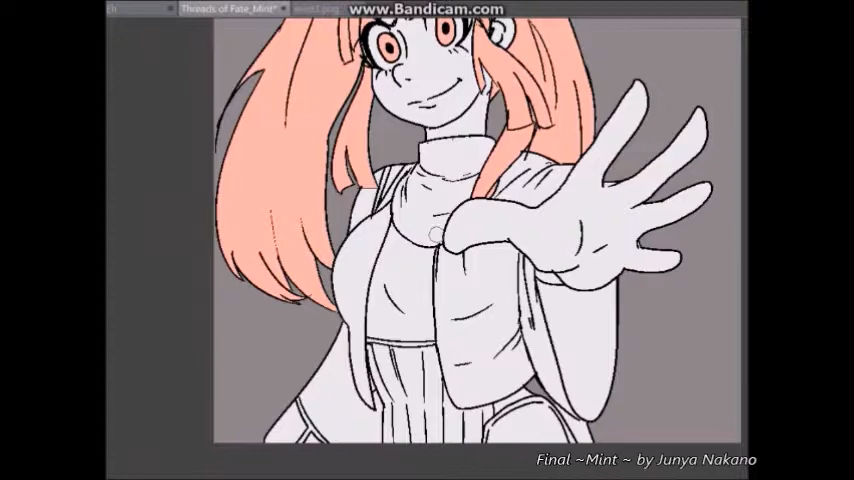 www.Bandicam.com
Threads of Fate_Mint*
Final ~Mint ~ by Junya Nakano